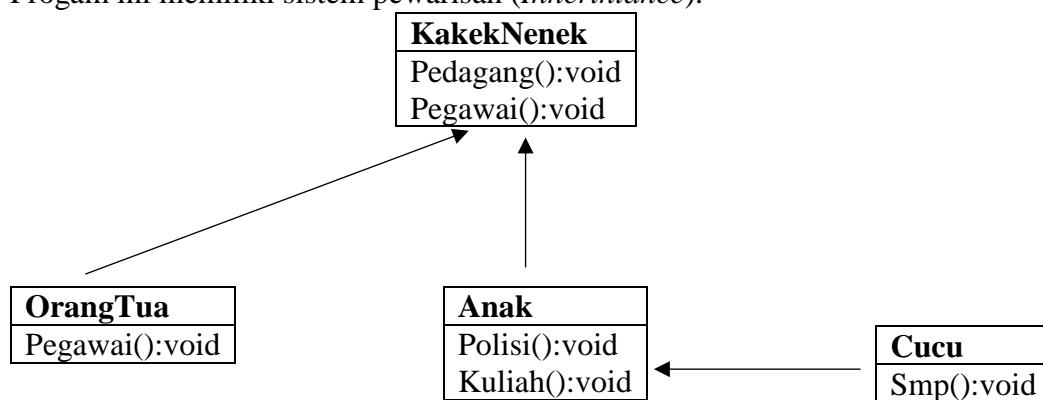 Progam ini memiliki sistem pewarisan
KakekNenek
Pedagang():void
Pegawai():void
OrangTua
Pegawai():void
Anak
Polisi():void
Kuliah():void
Cucu
Smp():void